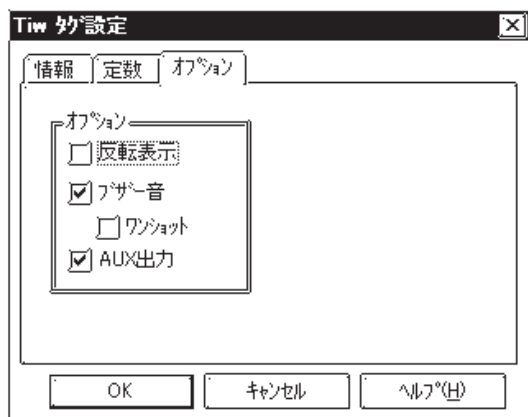 Tiw ﾀｸﾞ設定
情報 定数 ｵﾌﾟｼｮﾝ
ｵﾌﾟｼｮﾝ
反転表示
ﾌﾞｻﾞｰ音
ﾜﾝｼｮｯﾄ
AUX出力
OK ｷｬﾝｾﾙ ﾍﾙﾌﾟ(H)